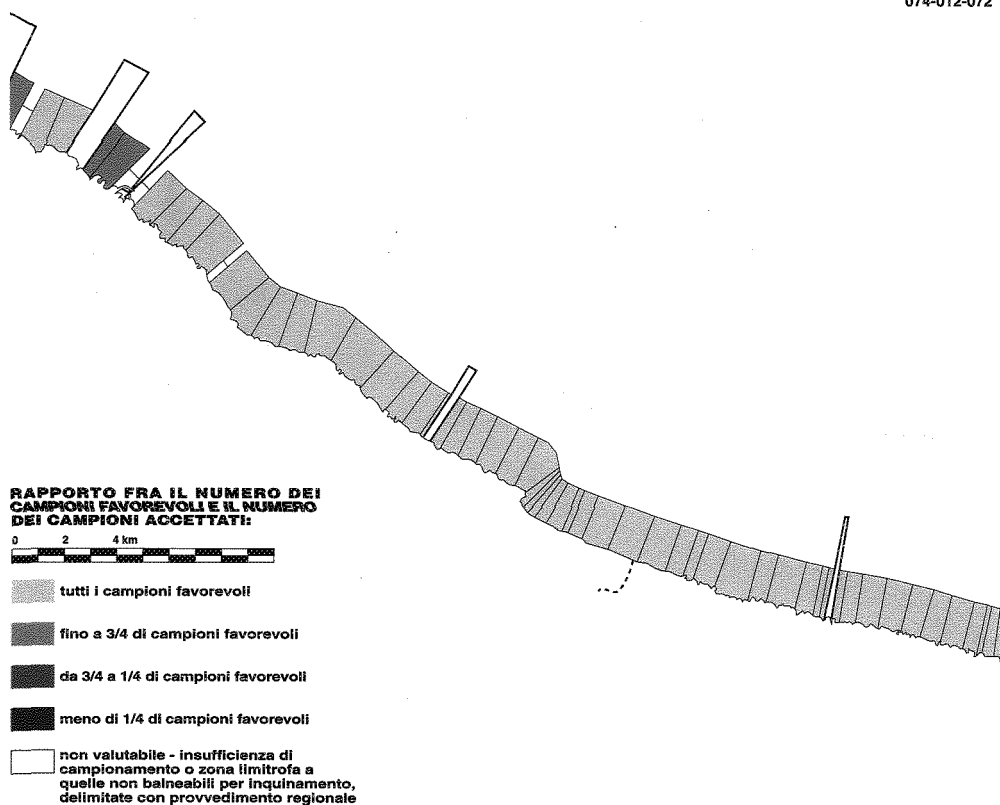 074-012-072
RAPPORTO FRA IL NUMERO DEI
CAMPIONI FAVOREVOLI E IL NUMERO
DEI CAMPIONI ACCETTATI:
0 2 4 km
tutti i campioni favorevoli
fino a 3/4 di campioni favorevoli
da 3/4 a 1/4 di campioni favorevoli
meno di 1/4 di campioni favorevoli
non valutabile - insufficienza di
campionamento o zona limitrofa a
quelle non balneabili per inquinamento,
delimitate con provvedimento regionale